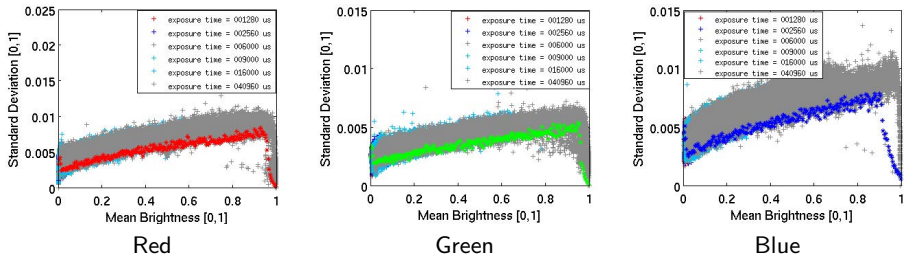 0.025
0.02
0.015
0.01
0.005
0
Standard Deviation [0,1]
exposure time = 001280 us
exposure time = 002560 us
exposure time = 006000 us
exposure time = 009000 us
exposure time = 016000 us
exposure time = 040960 us
0 0.2 0.4 0.6 0.8 1
Mean Brightness [0,1]
Red
0.015
0.01
0.005
0
Standard Deviation [0,1]
exposure time = 001280 us
exposure time = 002560 us
exposure time = 006000 us
exposure time = 009000 us
exposure time = 016000 us
exposure time = 040960 us
0 0.2 0.4 0.6 0.8 1
Mean Brightness [0,1]
Green
0.015
0.01
0.005
0
Standard Deviation [0,1]
exposure time = 001280 us
exposure time = 002560 us
exposure time = 006000 us
exposure time = 009000 us
exposure time = 016000 us
exposure time = 040960 us
0 0.2 0.4 0.6 0.8 1
Mean Brightness [0,1]
Blue